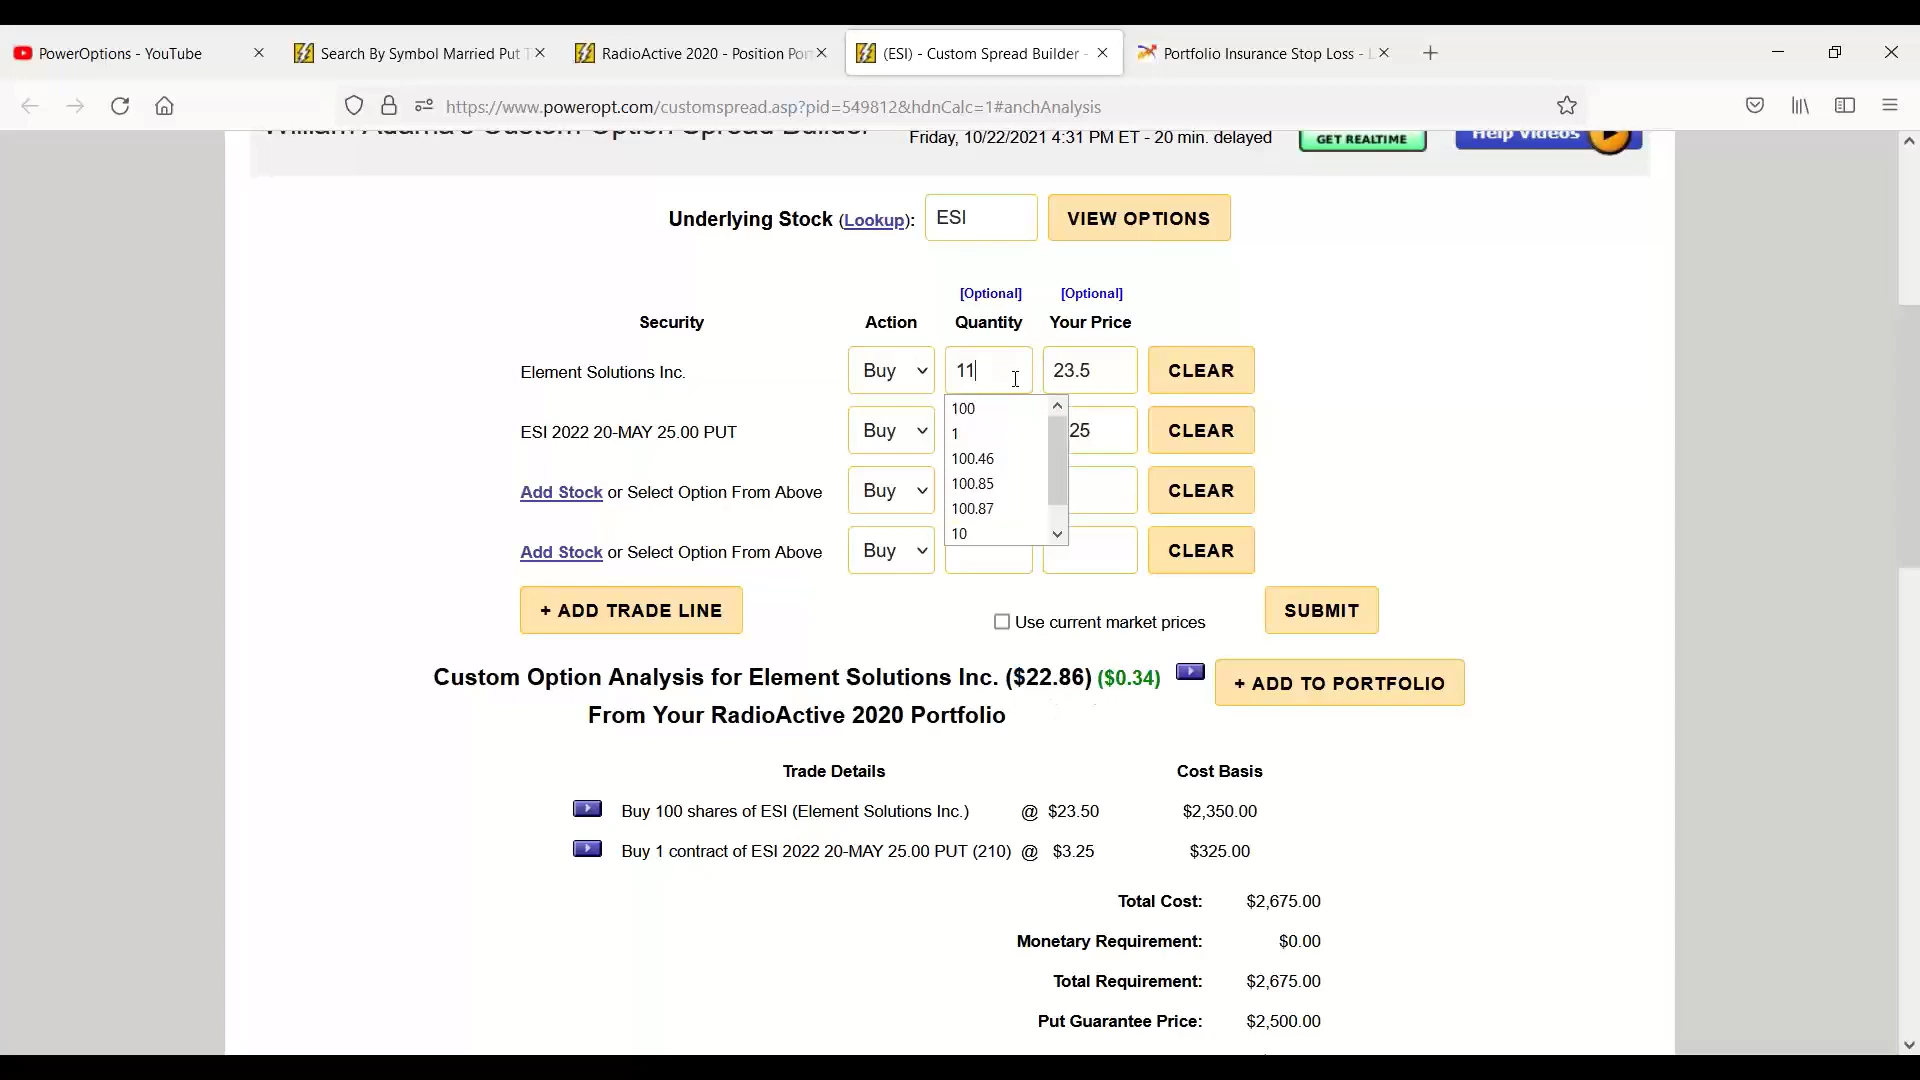 PowerOptions - YouTube
Search By Symbol Married Put T
RadioActive 2020 - Position Por
(ESI) - Custom Spread Builder -
Portfolio Insurance Stop Loss -
https://www.poweropt.com/customspread.asp?pid=549812&hdnCalc=1#anchAnalysis
William Adama's Custom Option Spread Builder
Friday, 10/22/2021 4:31 PM ET - 20 min. delayed
GET REALTIME
Help Videos
Underlying Stock (Lookup): ESI VIEW OPTIONS
[Optional] [Optional]
Security Action Quantity Your Price
Element Solutions Inc. Buy 11 23.5 CLEAR
100
ESI 2022 20-MAY 25.00 PUT Buy 25 CLEAR
1
100.46
100.85
Add Stock or Select Option From Above Buy CLEAR
100.87
10
Add Stock or Select Option From Above Buy CLEAR
+ ADD TRADE LINE
Use current market prices
SUBMIT
Custom Option Analysis for Element Solutions Inc. ($22.86) ($0.34)
+ ADD TO PORTFOLIO
From Your RadioActive 2020 Portfolio
Trade Details Cost Basis
Buy 100 shares of ESI (Element Solutions Inc.) @ $23.50 $2,350.00
Buy 1 contract of ESI 2022 20-MAY 25.00 PUT (210) @ $3.25 $325.00
Total Cost: $2,675.00
Monetary Requirement: $0.00
Total Requirement: $2,675.00
Put Guarantee Price: $2,500.00